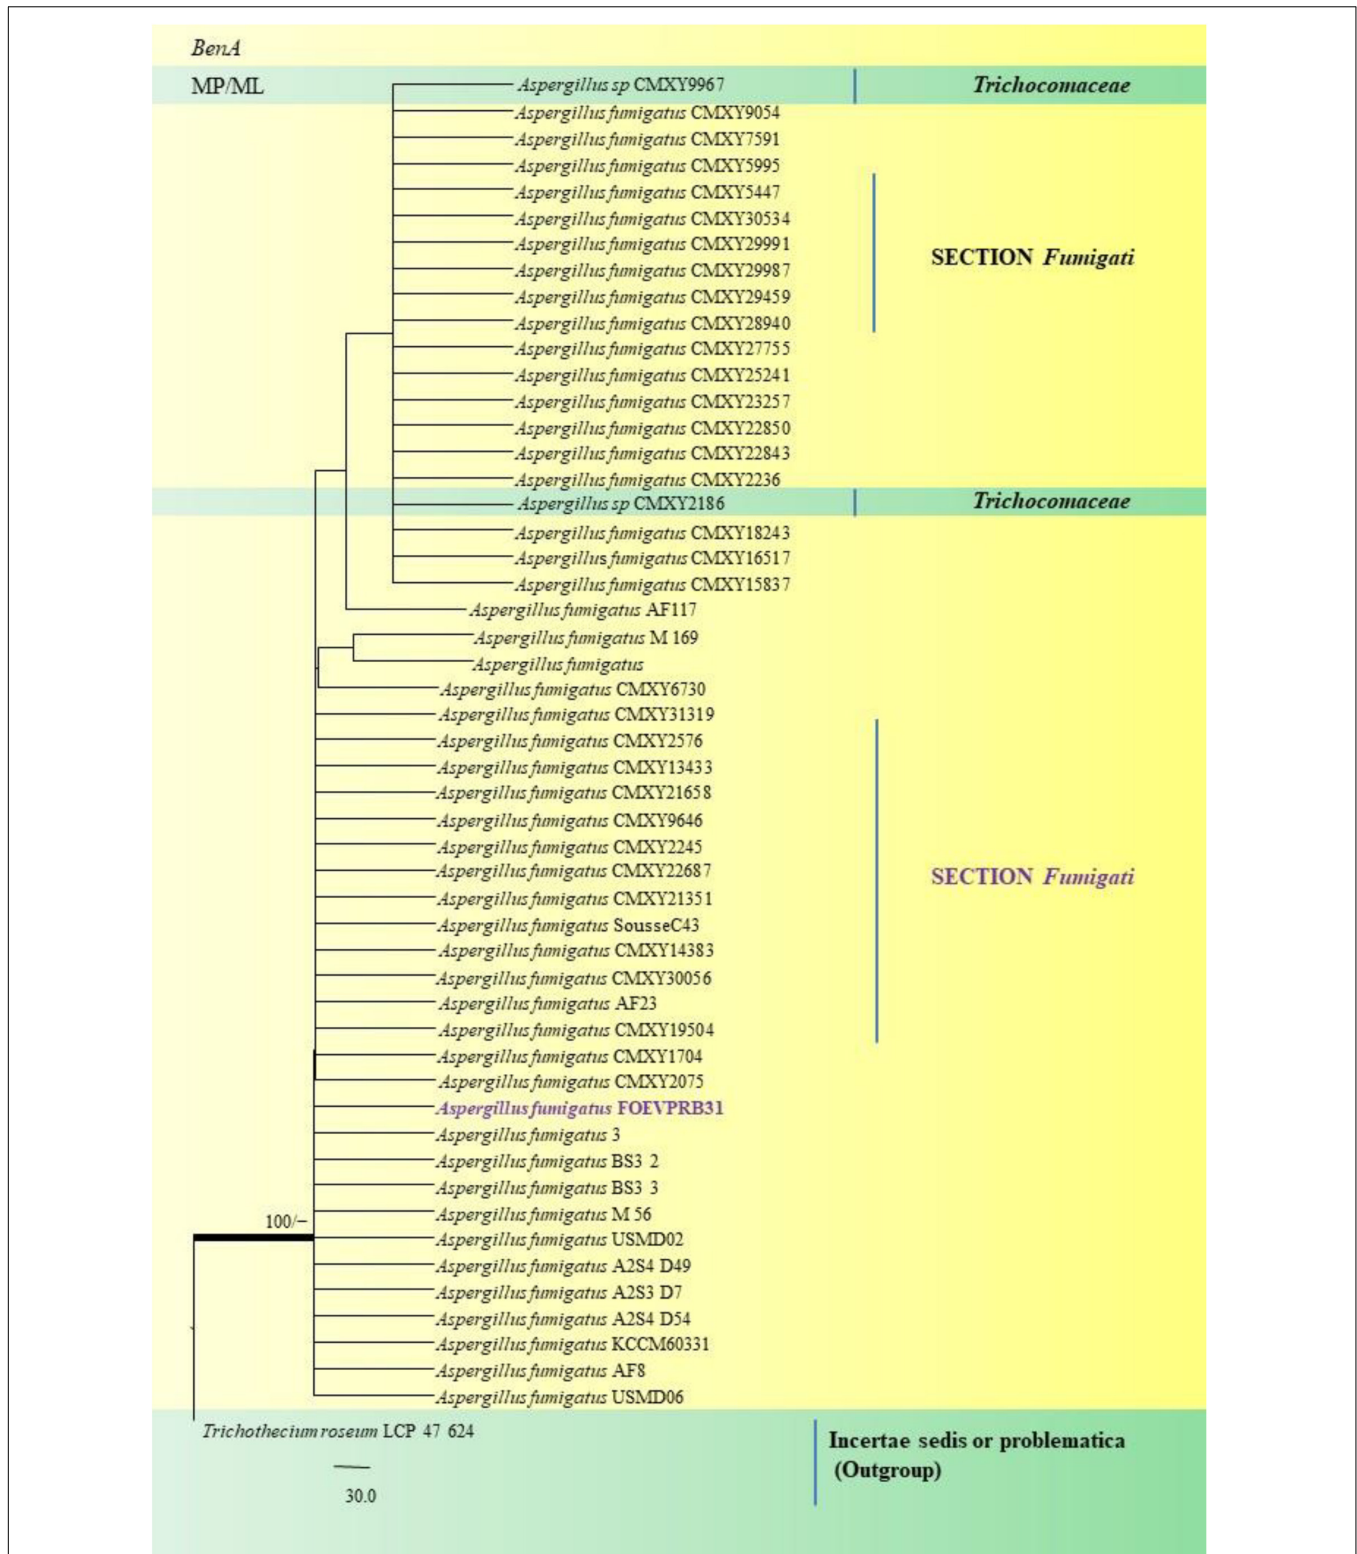 BenA
MP/ML
Aspergillus sp CMXY9967
Trichocomaceae
Aspergillus fumigatus CMXY9054
Aspergillus fumigatus CMXY7591
Aspergillus fumigatus CMXY5995
Aspergillus fumigatus CMXY5447
Aspergillus fumigatus CMXY30534
Aspergillus fumigatus CMXY29991
SECTION Fumigati
Aspergillus fumigatus CMXY29987
Aspergillus fumigatus CMXY29459
Aspergillus fumigatus CMXY28940
Aspergillus fumigatus CMXY27755
Aspergillus fumigatus CMXY25241
Aspergillus fumigatus CMXY23257
Aspergillus fumigatus CMXY22850
Aspergillus fumigatus CMXY22843
Aspergillus fumigatus CMXY2236
Aspergillus sp CMXY2186
Trichocomaceae
Aspergillus fumigatus CMXY18243
Aspergillus fumigatus CMXY16517
Aspergillus fumigatus CMXY15837
Aspergillus fumigatus AF117
Aspergillus fumigatus M 169
Aspergillus fumigatus
Aspergillus fumigatus CMXY6730
Aspergillus fumigatus CMXY31319
Aspergillus fumigatus CMXY2576
Aspergillus fumigatus CMXY13433
Aspergillus fumigatus CMXY21658
Aspergillus fumigatus CMXY9646
Aspergillus fumigatus CMXY2245
Aspergillus fumigatus CMXY22687
SECTION Fumigati
Aspergillus fumigatus CMXY21351
Aspergillus fumigatus SousseC43
Aspergillus fumigatus CMXY14383
Aspergillus fumigatus CMXY30056
Aspergillus fumigatus AF23
Aspergillus fumigatus CMXY19504
Aspergillus fumigatus CMXY1704
Aspergillus fumigatus CMXY2075
Aspergillus fumigatus FOEVPRB31
Aspergillus fumigatus 3
Aspergillus fumigatus BS3 2
Aspergillus fumigatus BS3 3
Aspergillus fumigatus M 56
100/–
Aspergillus fumigatus USMD02
Aspergillus fumigatus A2S4 D49
Aspergillus fumigatus A2S3 D7
Aspergillus fumigatus A2S4 D54
Aspergillus fumigatus KCCM60331
Aspergillus fumigatus AF8
Aspergillus fumigatus USMD06
Trichothecium roseum LCP 47 624
Incertae sedis or problematica
(Outgroup)
30.0